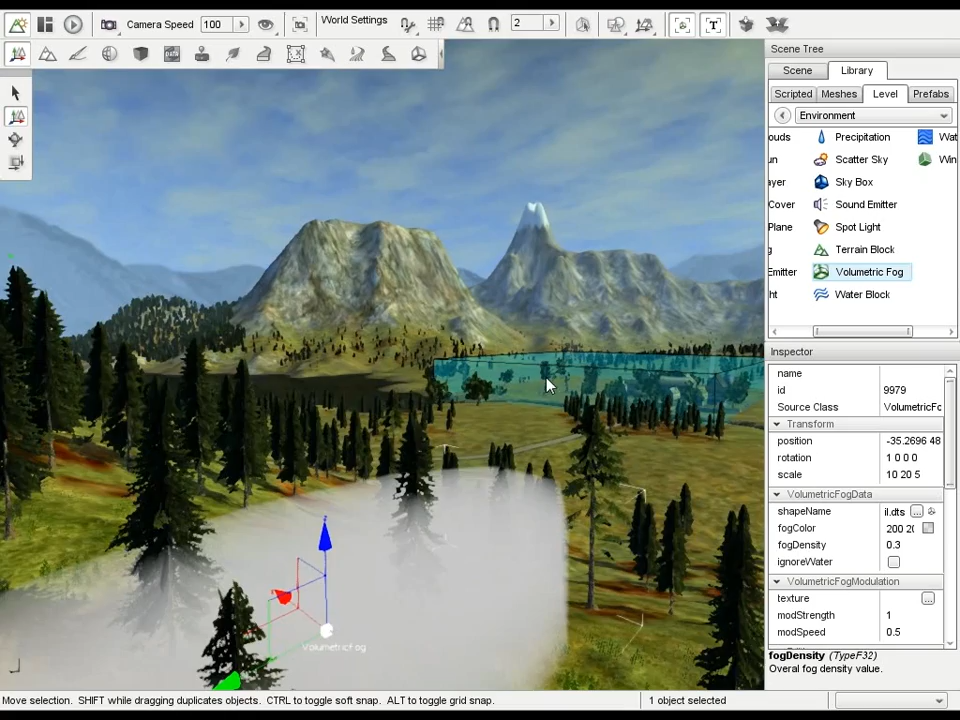 Camera Speed 100 World Settings 2
Scene Tree
Scene Library
Scripted Meshes Level Prefabs
Environment
ouds Precipitation Wat
un Scatter Sky Win
ayer Sky Box
Cover Sound Emitter
Plane Spot Light
g Terrain Block
Emitter Volumetric Fog
ht Water Block
Inspector
name
id 9979
Source Class VolumetricFo
Transform
position -35.2696 48
rotation 1 0 0 0
scale 10 20 5
VolumetricFogData
shapeName il.dts ...
fogColor 200 20
fogDensity 0.3
ignoreWater
VolumetricFogModulation
texture ...
modStrength 1
modSpeed 0.5
fogDensity (TypeF32)
Overal fog density value.
VolumetricFog
Move selection. SHIFT while dragging duplicates objects. CTRL to toggle soft snap. ALT to toggle grid snap.
1 object selected